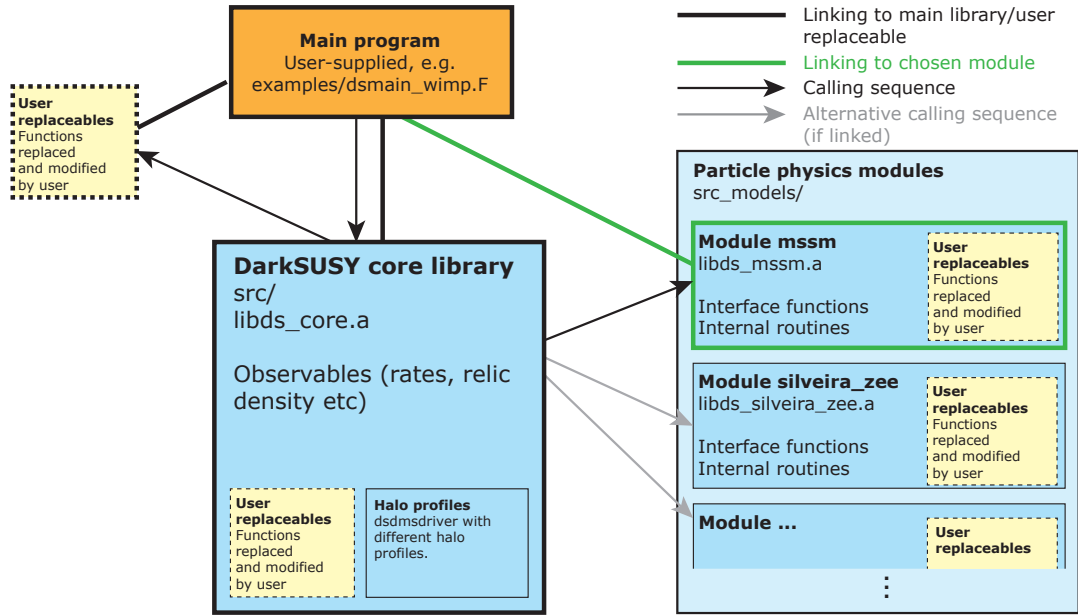 Main program
User-supplied, e.g.
examples/dsmain_wimp.F
Linking to main library/user
replaceable
Linking to chosen module
Calling sequence
Alternative calling sequence
(if linked)
User
replaceables
Functions
replaced
and modified
by user
DarkSUSY core library
src/
libds_core.a
Observables (rates, relic
density etc)
User
replaceables
Functions
replaced
and modified
by user
Halo profiles
dsdmsdriver with
different halo
profiles.
Particle physics modules
src_models/
Module mssm
libds_mssm.a
Interface functions
Internal routines
User
replaceables
Functions
replaced
and modified
by user
Module silveira_zee
libds_silveira_zee.a
Interface functions
Internal routines
User
replaceables
Functions
replaced
and modified
by user
Module ...
User
replaceables
⋮